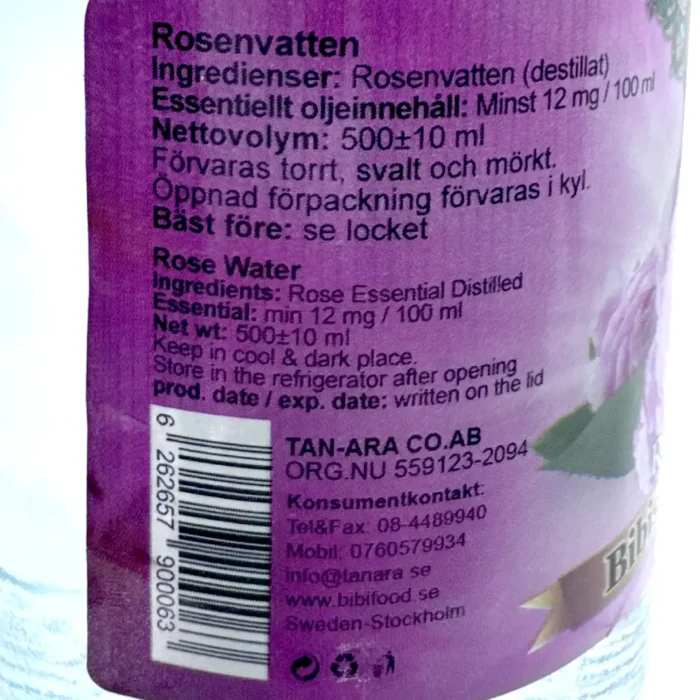 Rosenvatten
Ingredienser: Rosenvatten (destillat)
Essentiellt oljeinnehåll: Minst 12 mg / 100 ml
Nettovolym: 500±10 ml
Förvaras torrt, svalt och mörkt.
Öppnad förpackning förvaras i kyl.
Bäst före: se locket
Rose Water
Ingredients: Rose Essential Distilled
Essential: min 12 mg / 100 ml
Net wt: 500±10 ml
Keep in cool & dark place.
Store in the refrigerator after opening
prod. date / exp. date: written on the lid
TAN-ARA CO.AB
ORG.NU 559123-2094
Konsumentkontakt:
Tel&Fax: 08-4489940
Mobil: 0760579934
info@tanara se
www.bibifood.se
Sweden-Stockholm
6 262657 900063